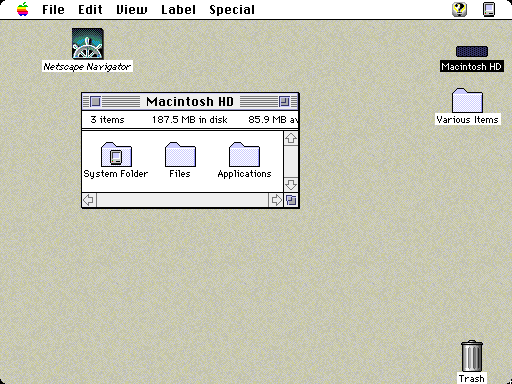 File Edit View Label Special
Netscape Navigator
Macintosh HD
Macintosh HD
3 items 187.5 MB in disk 85.9 MB av
Various Items
System Folder Files Applications
Trash